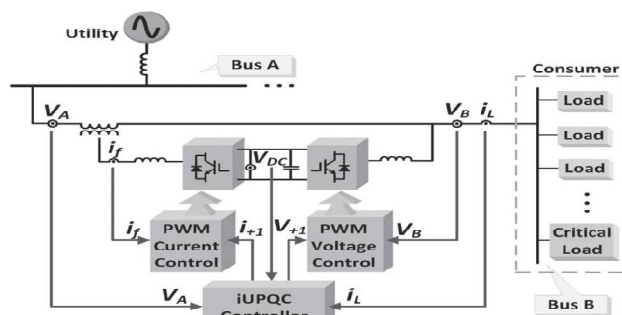 Utility
Bus A
Consumer
V_A
V_B
i_L
Load
Load
Load
Critical
Load
i_f
V_DC
i_f
PWM
Current
Control
i_+1
V_+1
PWM
Voltage
Control
V_B
V_A
iUPQC
Controller
i_L
Bus B